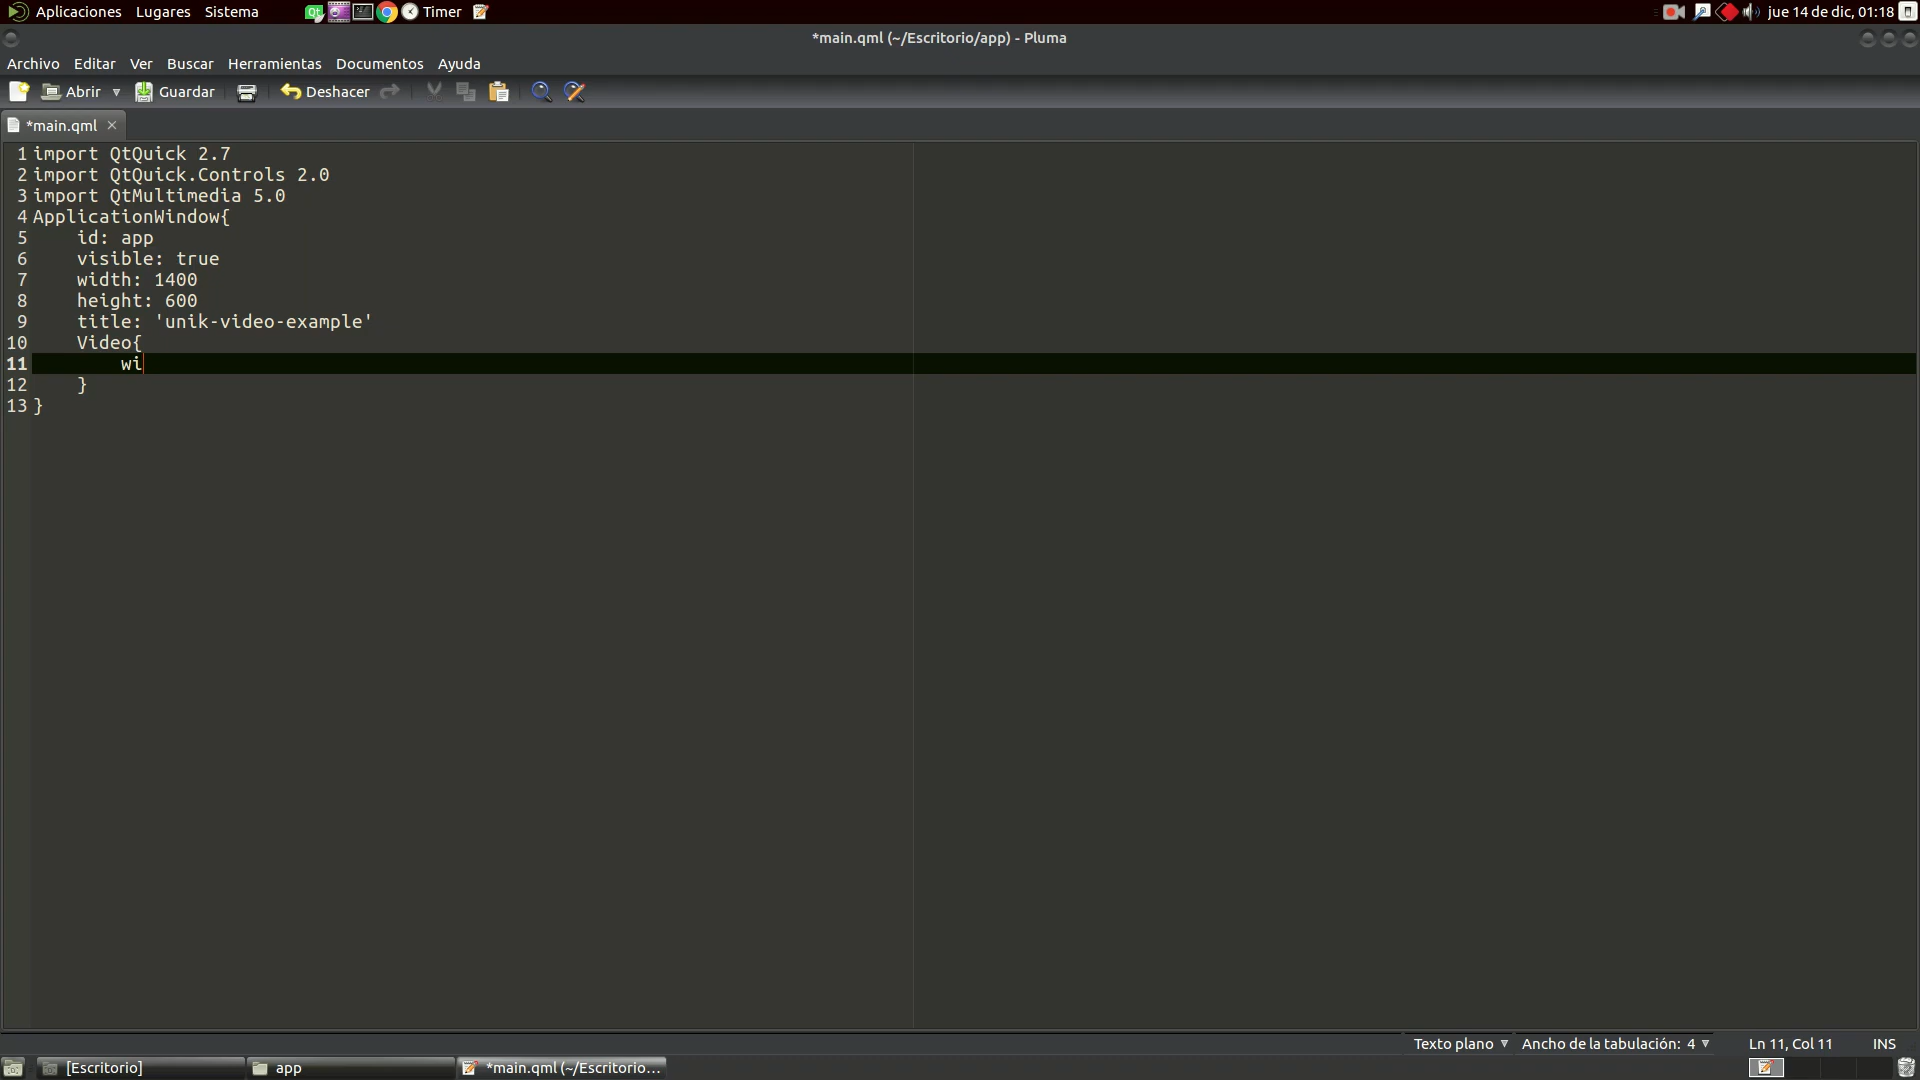 Aplicaciones Lugares Sistema Qt Timer jue 14 de dic, 01:18
*main.qml (~/Escritorio/app) - Pluma
Archivo Editar Ver Buscar Herramientas Documentos Ayuda
Abrir Guardar Deshacer
*main.qml
1 import QtQuick 2.7
2 import QtQuick.Controls 2.0
3 import QtMultimedia 5.0
4 ApplicationWindow{
5     id: app
6     visible: true
7     width: 1400
8     height: 600
9     title: 'unik-video-example'
10     Video{
11         wi
12     }
13 }
Texto plano Ancho de la tabulación: 4 Ln 11, Col 11 INS
[Escritorio] app *main.qml (~/Escritorio...